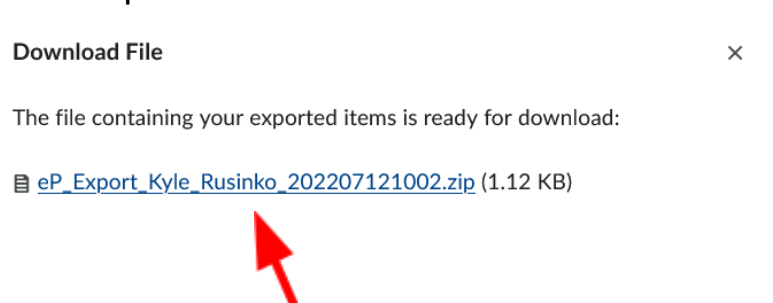 Download File
The file containing your exported items is ready for download:
eP_Export_Kyle_Rusinko_202207121002.zip (1.12 KB)